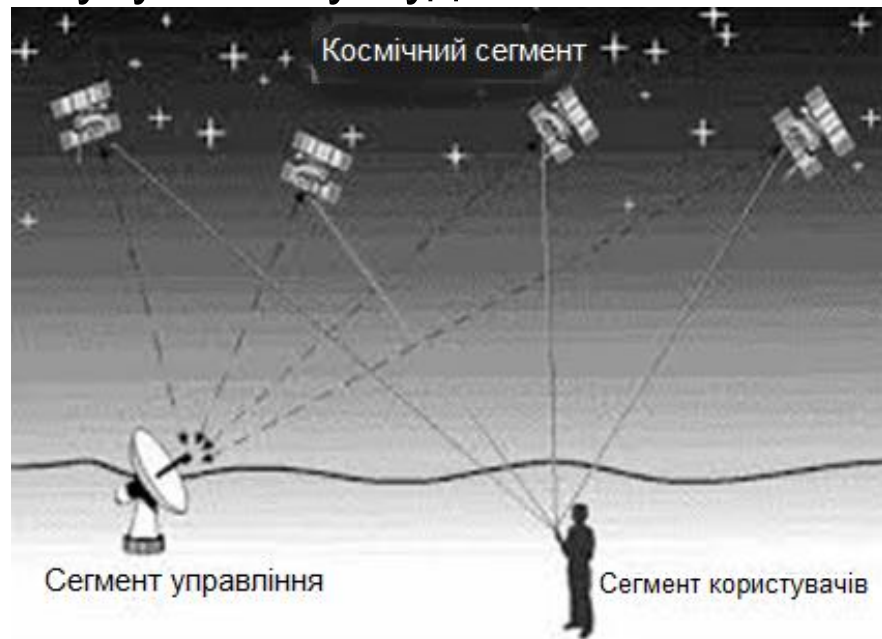 Космічний сегмент
Сегмент управління
Сегмент користувачів